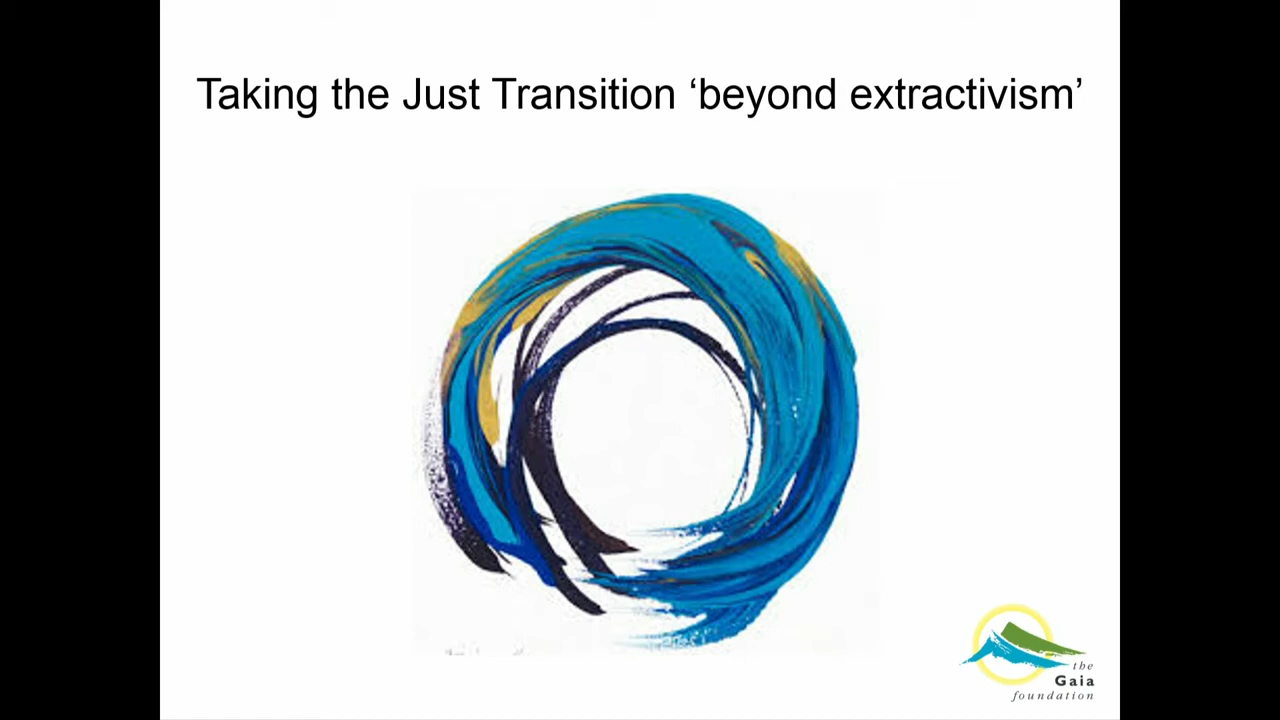 Taking the Just Transition ‘beyond extractivism’
the
Gaia
foundation